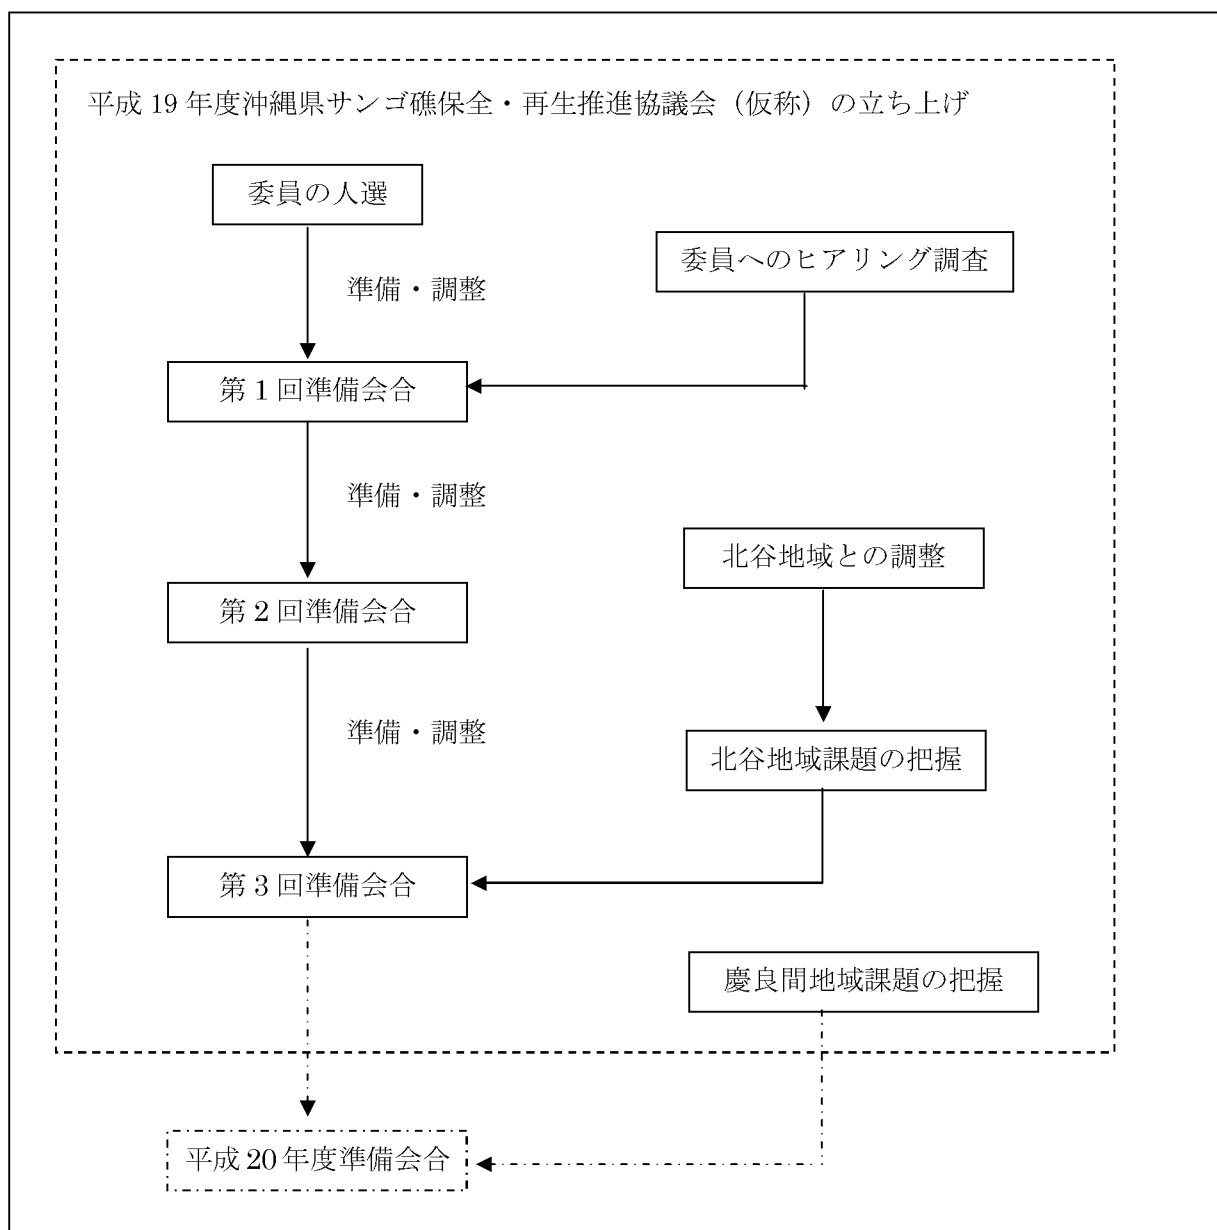 平成 19 年度沖縄県サンゴ礁保全・再生推進協議会（仮称）の立ち上げ
委員の人選
委員へのヒアリング調査
準備・調整
第 1 回準備会合
準備・調整
北谷地域との調整
第 2 回準備会合
準備・調整
北谷地域課題の把握
第 3 回準備会合
慶良間地域課題の把握
平成 20 年度準備会合